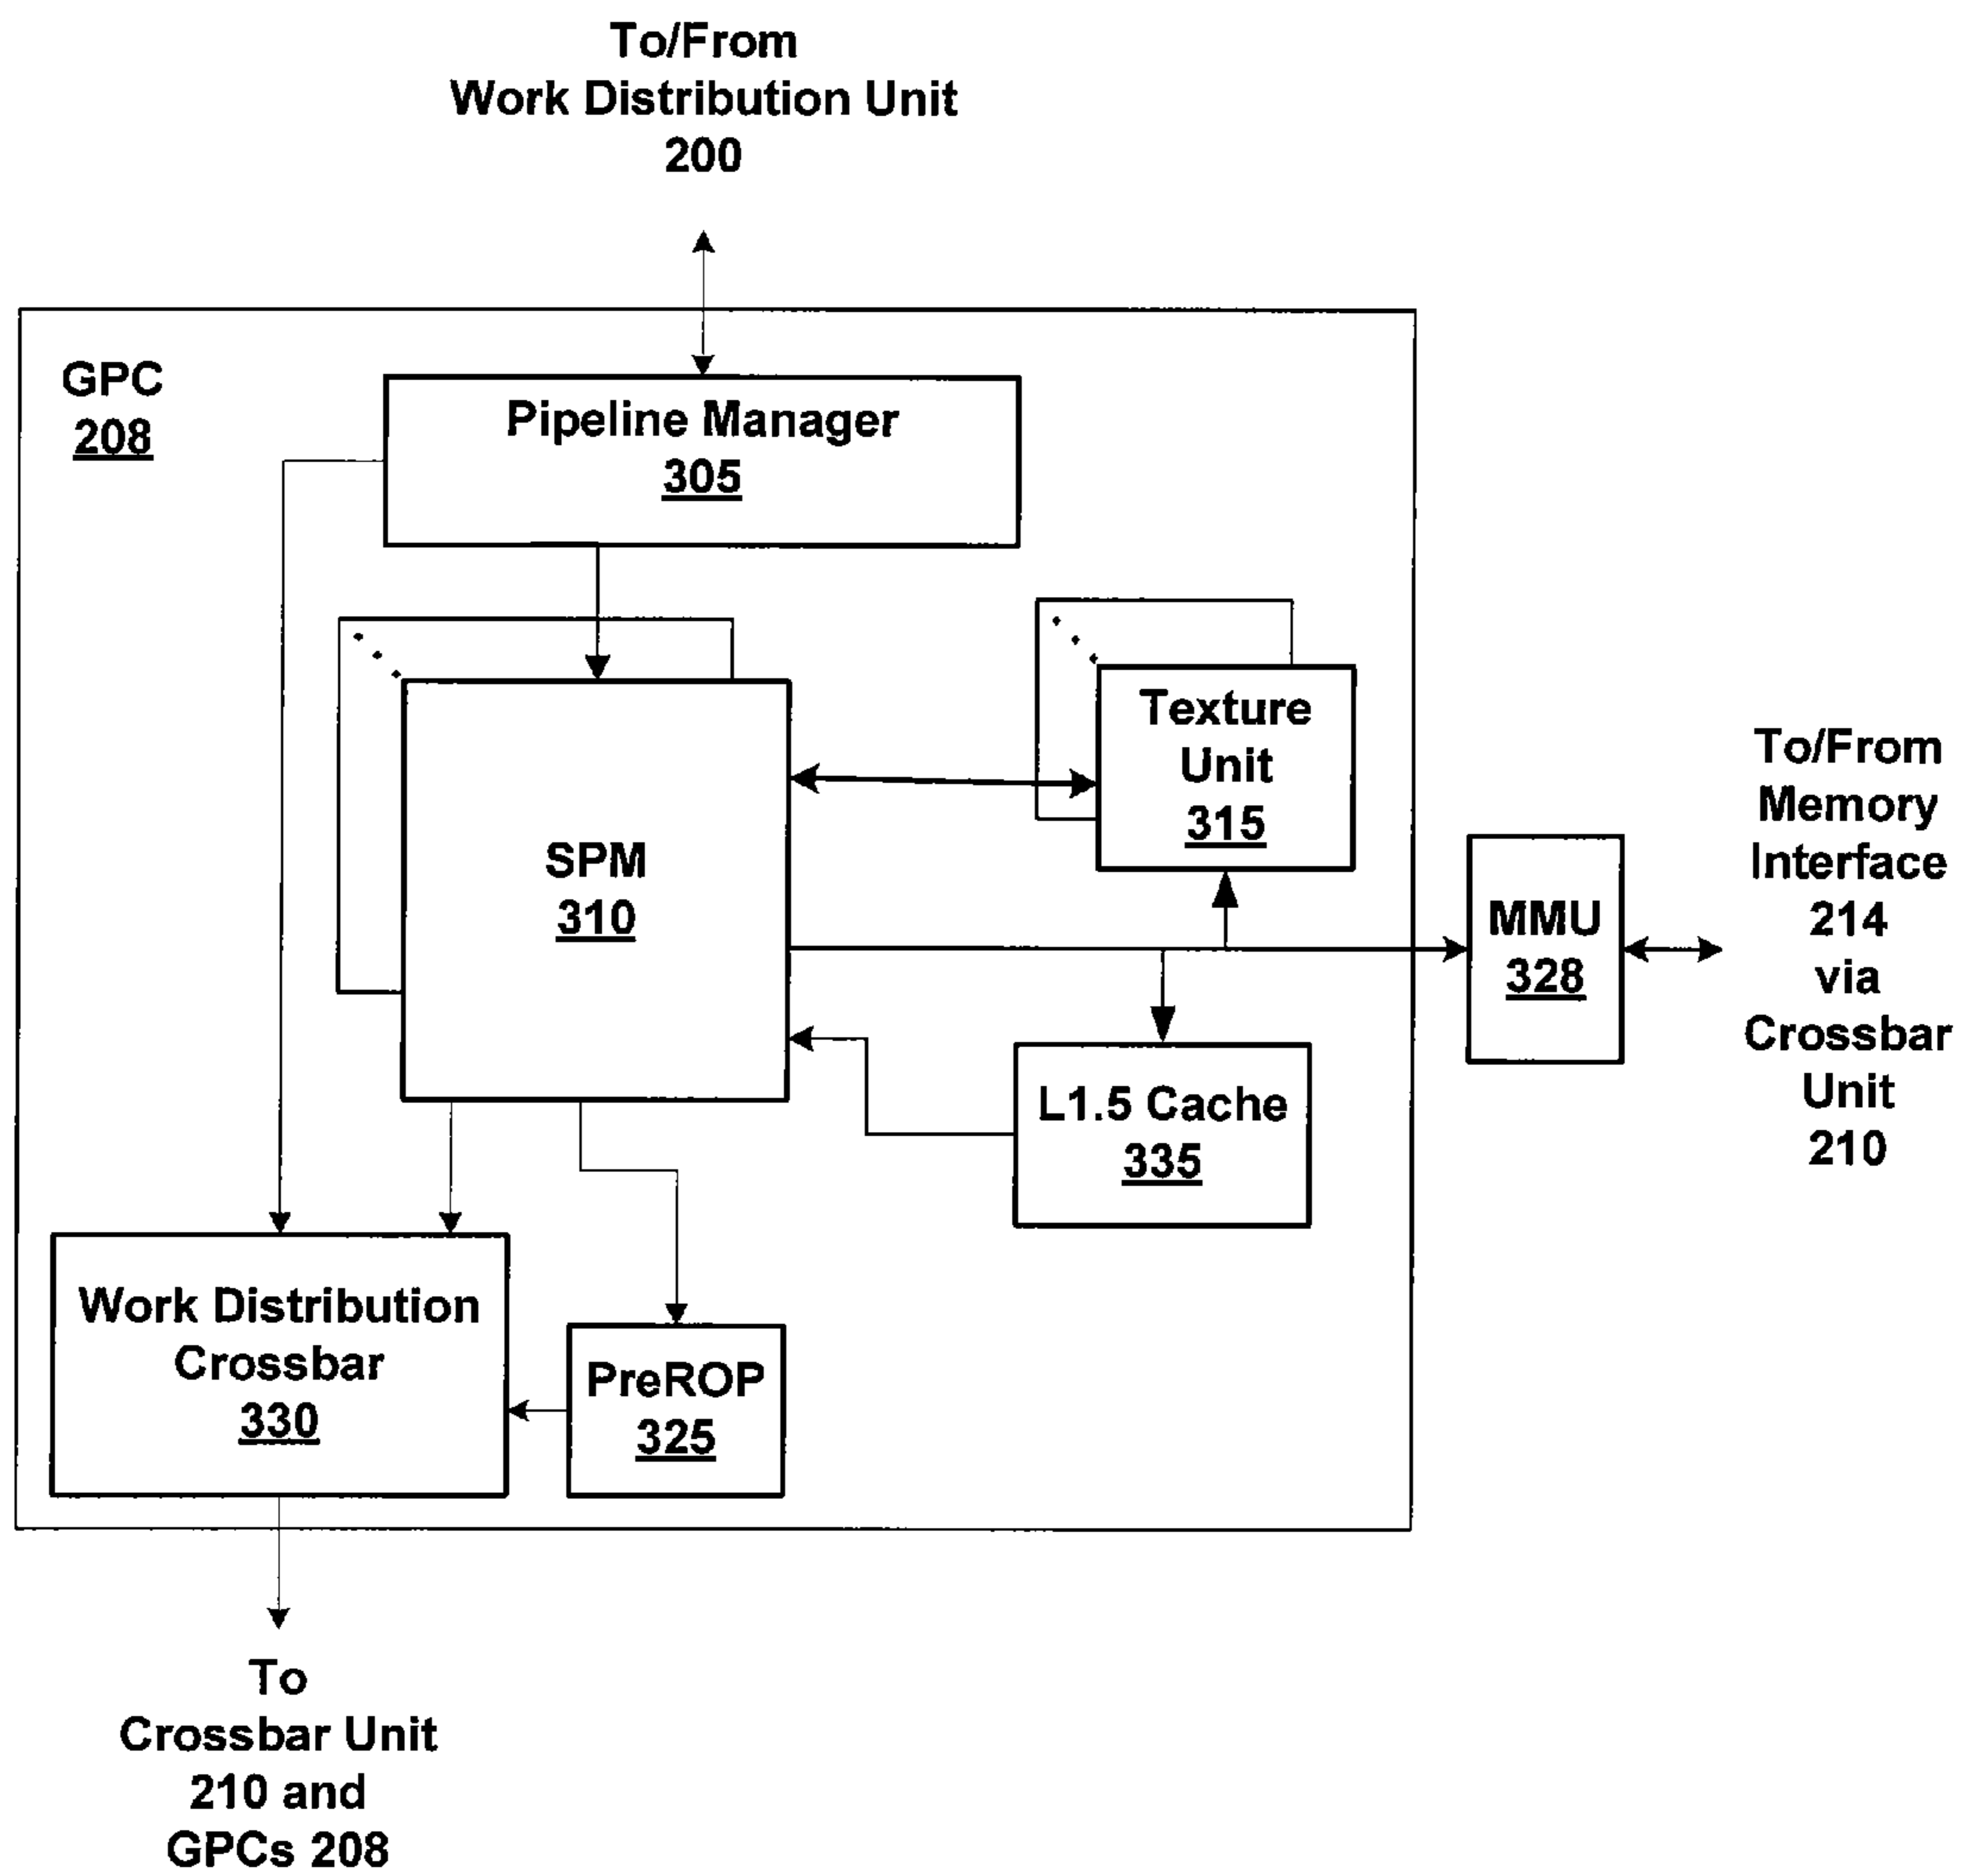 To/From
Work Distribution Unit
200
GPC
208
Pipeline Manager
305
Texture
Unit
315
SPM
310
To/From
Memory
Interface
214
via
Crossbar
Unit
210
MMU
328
L1.5 Cache
335
Work Distribution
Crossbar
330
PreROP
325
To
Crossbar Unit
210 and
GPCs 208